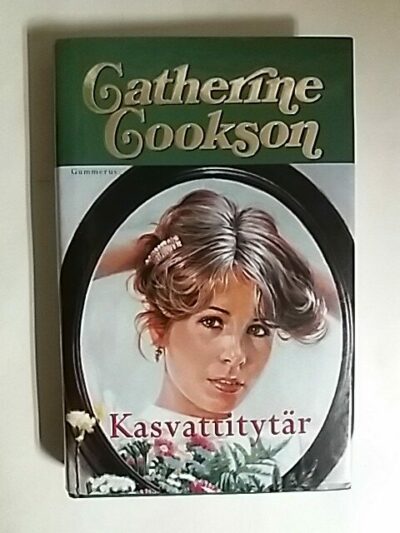 Catherine
Cookson
Gummerus
Kasvattitytär